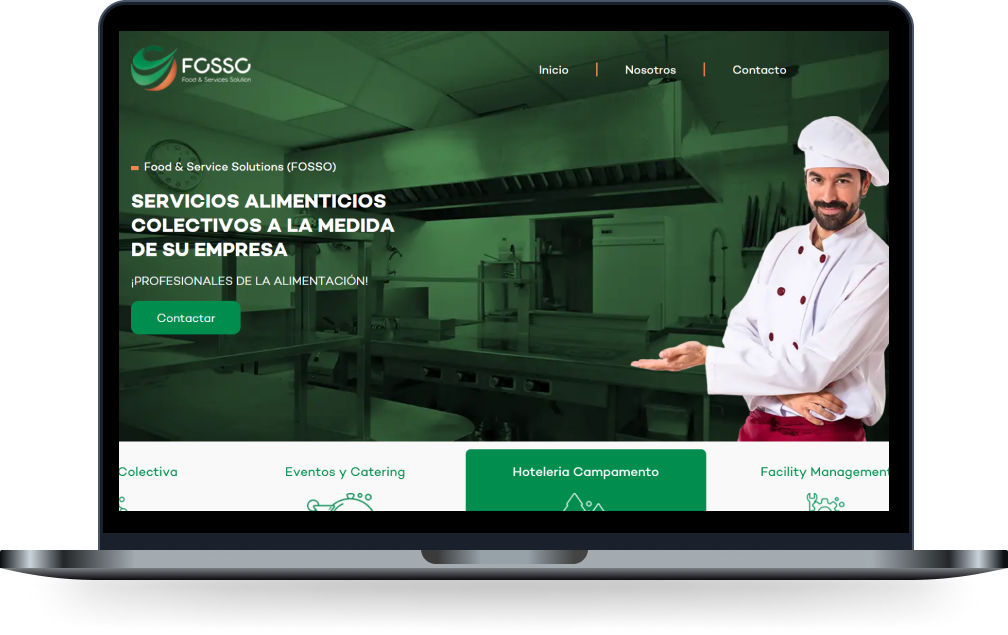 FOSSO
Food & Services Solution
Inicio
Nosotros
Contacto
Food & Service Solutions (FOSSO)
SERVICIOS ALIMENTICIOS
COLECTIVOS A LA MEDIDA
DE SU EMPRESA
¡PROFESIONALES DE LA ALIMENTACIÓN!
Contactar
Colectiva
Eventos y Catering
Hoteleria Campamento
Facility Management